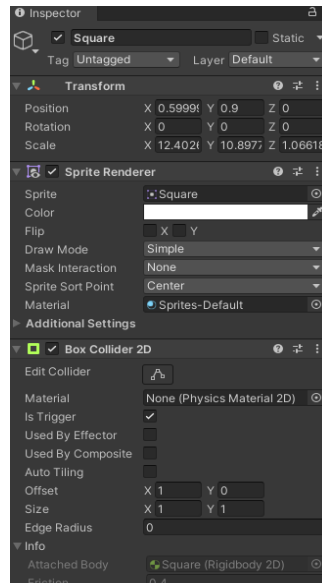 Inspector
Square Static
Tag Untagged Layer Default
Transform
Position X 0.59999 Y 0.9 Z 0
Rotation X 0 Y 0 Z 0
Scale X 12.4026 Y 10.8977 Z 1.06618
Sprite Renderer
Sprite Square
Color
Flip X Y
Draw Mode Simple
Mask Interaction None
Sprite Sort Point Center
Material Sprites-Default
Additional Settings
Box Collider 2D
Edit Collider
Material None (Physics Material 2D)
Is Trigger
Used By Effector
Used By Composite
Auto Tiling
Offset X 1 Y 0
Size X 1 Y 1
Edge Radius 0
Info
Attached Body Square (Rigidbody 2D)
Friction 0.4